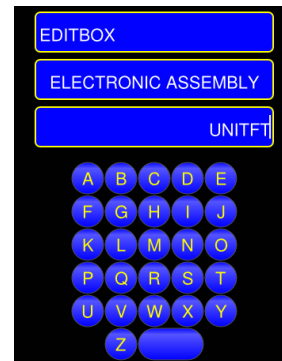 EDITBOX
ELECTRONIC ASSEMBLY
UNITFT
A B C D E
F G H I J
K L M N O
P Q R S T
U V W X Y
Z